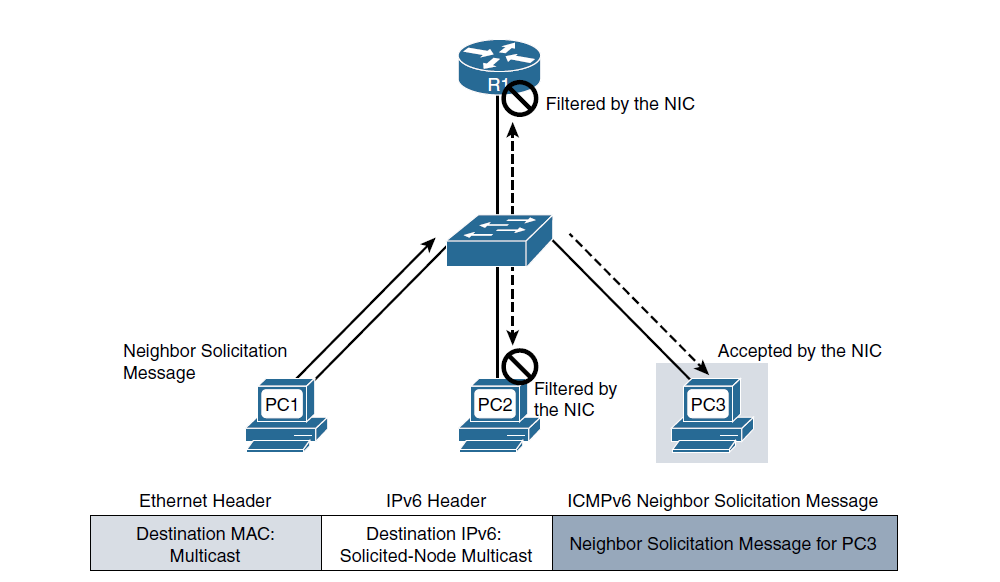 R1
Filtered by the NIC
Neighbor Solicitation
Message
Accepted by the NIC
PC1
PC2
Filtered by
the NIC
PC3
Ethernet Header
IPv6 Header
ICMPv6 Neighbor Solicitation Message
Destination MAC:
Multicast
Destination IPv6:
Solicited-Node Multicast
Neighbor Solicitation Message for PC3